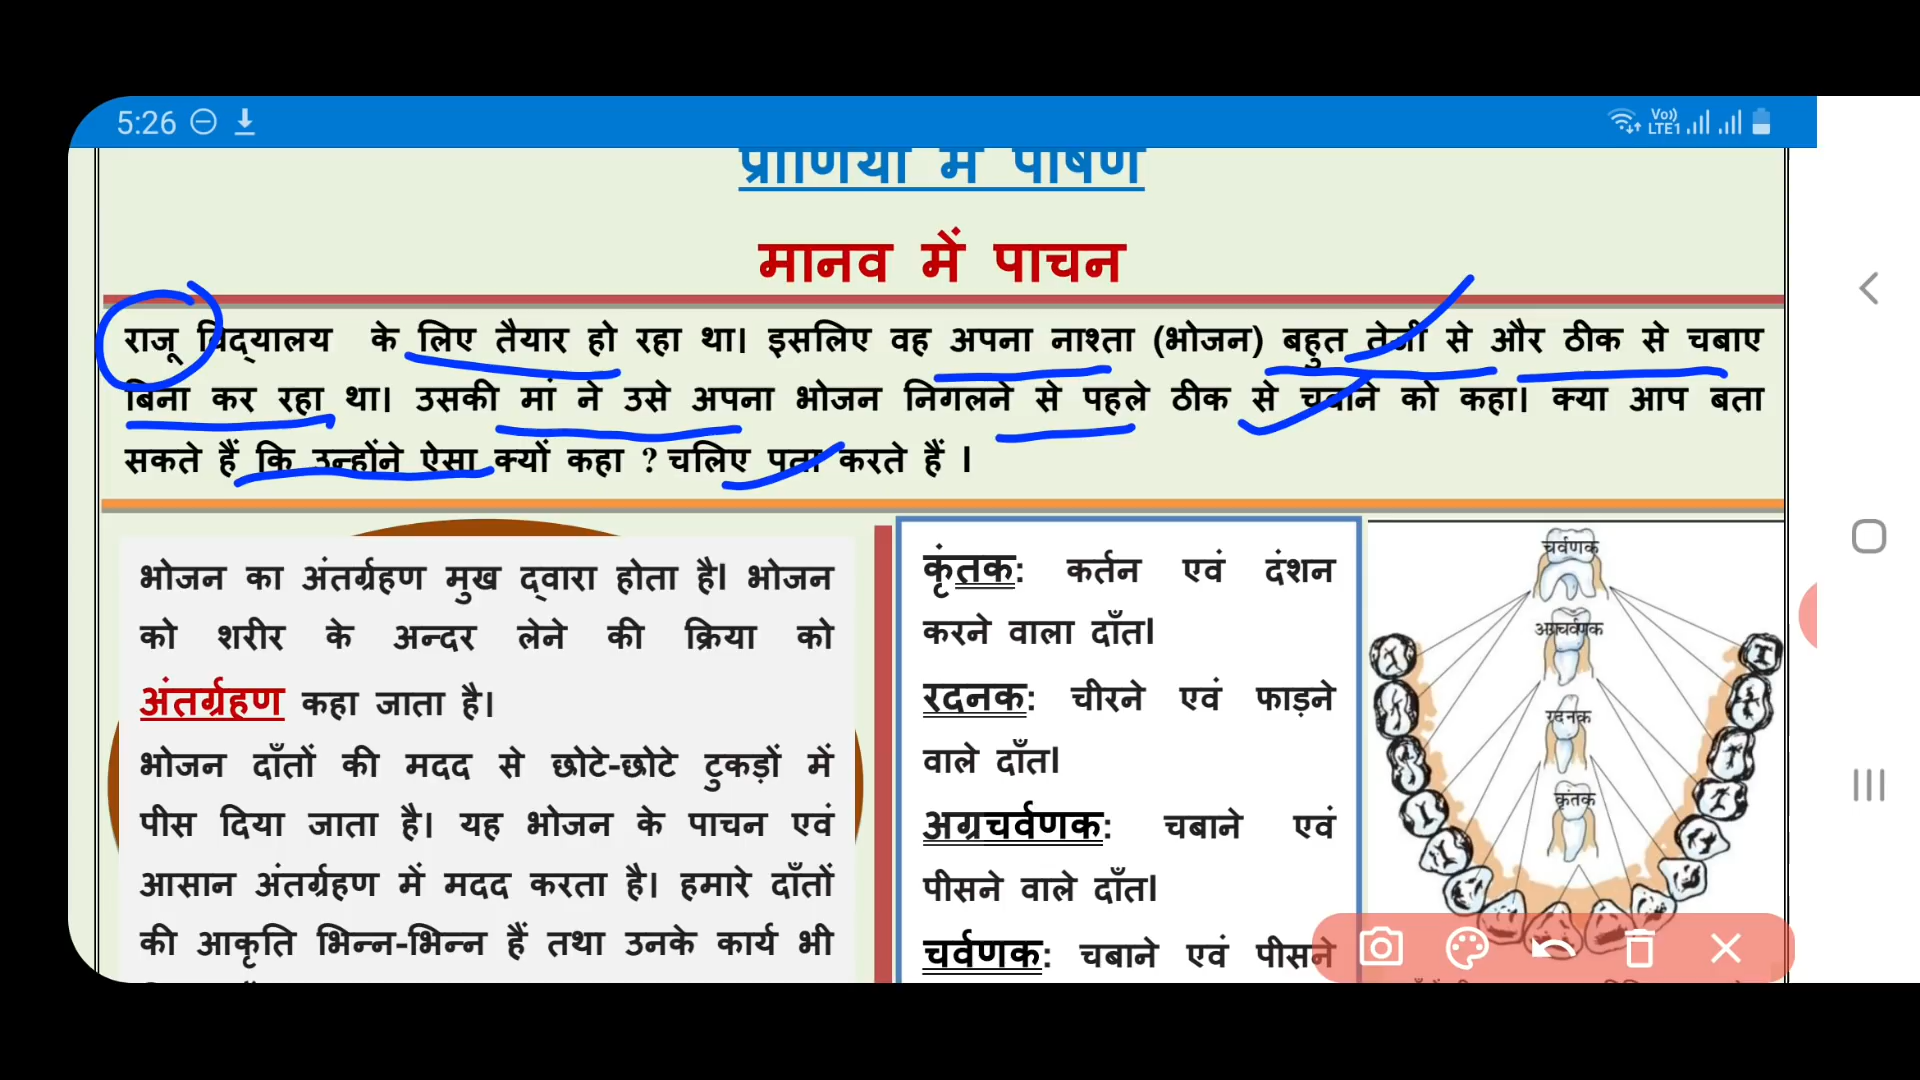 5:26
Vo)) LTE1
प्राणियों में पोषण
मानव में पाचन
राजू विद्यालय के लिए तैयार हो रहा था। इसलिए वह अपना नाश्ता (भोजन) बहुत तेजी से और ठीक से चबाए
बिना कर रहा था। उसकी मां ने उसे अपना भोजन निगलने से पहले ठीक से चबाने को कहा। क्या आप बता
सकते हैं कि उन्होंने ऐसा क्यों कहा ? चलिए पता करते हैं ।
भोजन का अंतर्ग्रहण मुख द्वारा होता है। भोजन
को शरीर के अन्दर लेने की क्रिया को
अंतर्ग्रहण कहा जाता है।
भोजन दाँतों की मदद से छोटे-छोटे टुकड़ों में
पीस दिया जाता है। यह भोजन के पाचन एवं
आसान अंतर्ग्रहण में मदद करता है। हमारे दाँतों
की आकृति भिन्न-भिन्न हैं तथा उनके कार्य भी
कृंतक: कर्तन एवं दंशन
करने वाला दाँत।
रदनक: चीरने एवं फाड़ने
वाले दाँत।
अग्रचर्वणक: चबाने एवं
पीसने वाले दाँत।
चर्वणक: चबाने एवं पीसने
चर्वणक
अग्रचर्वणक
रदनक
कृंतक